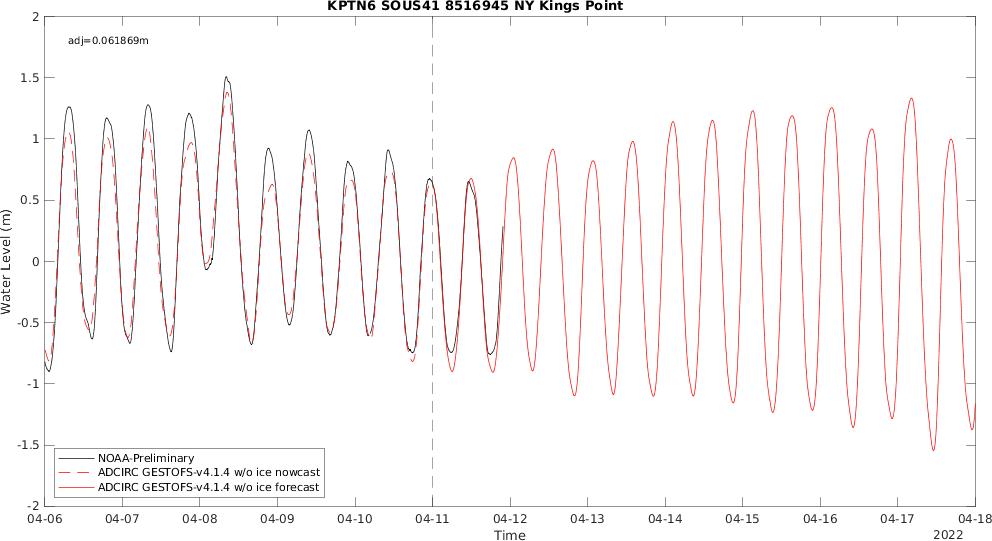 KPTN6 SOUS41 8516945 NY Kings Point
adj=0.061869m
2
1.5
1
0.5
0
-0.5
-1
-1.5
-2
Water Level (m)
NOAA-Preliminary
ADCIRC GESTOFS-v4.1.4 w/o ice nowcast
ADCIRC GESTOFS-v4.1.4 w/o ice forecast
04-06 04-07 04-08 04-09 04-10 04-11 04-12 04-13 04-14 04-15 04-16 04-17 04-18
Time
2022